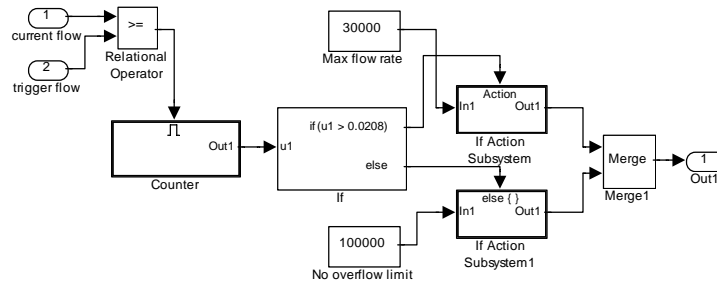 1
current flow
2
trigger flow
>=
Relational
Operator
Out1
Counter
u1
if(u1 > 0.0208)
else
If
30000
Max flow rate
Action
In1
Out1
If Action
Subsystem
else { }
In1
Out1
If Action
Subsystem1
100000
No overflow limit
Merge
Merge1
1
Out1